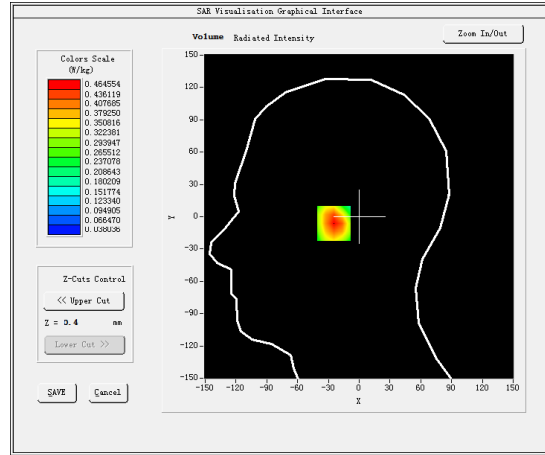 SAR Visualisation Graphical Interface
Volume Radiated Intensity
Zoom In/Out
Colors Scale
(W/kg)
0.464554
0.436119
0.407685
0.379250
0.350816
0.322381
0.293947
0.265512
0.237078
0.208643
0.180209
0.151774
0.123340
0.094905
0.066470
0.038036
Z-Cuts Control
<< Upper Cut
Z = 0.4 mm
Lower Cut >>
SAVE Cancel
150
120
90
60
30
0
-30
-60
-90
-120
-150
Y
-150 -120 -90 -60 -30 0 30 60 90 120 150
X